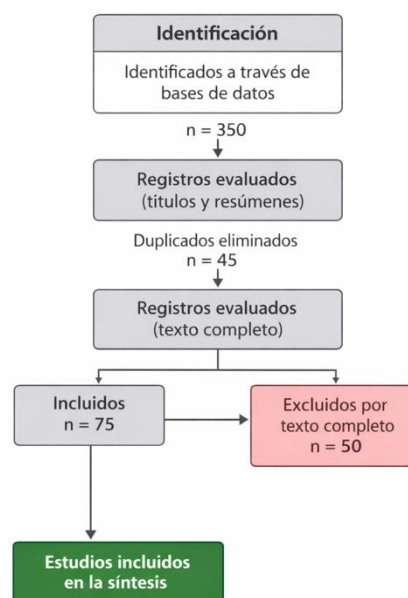 Identificación
Identificados a través de
bases de datos
n = 350
Registros evaluados
(titulos y resúmenes)
Duplicados eliminados
n = 45
Registros evaluados
(texto completo)
Incluidos
n = 75
Excluidos por
texto completo
n = 50
Estudios incluidos
en la síntesis